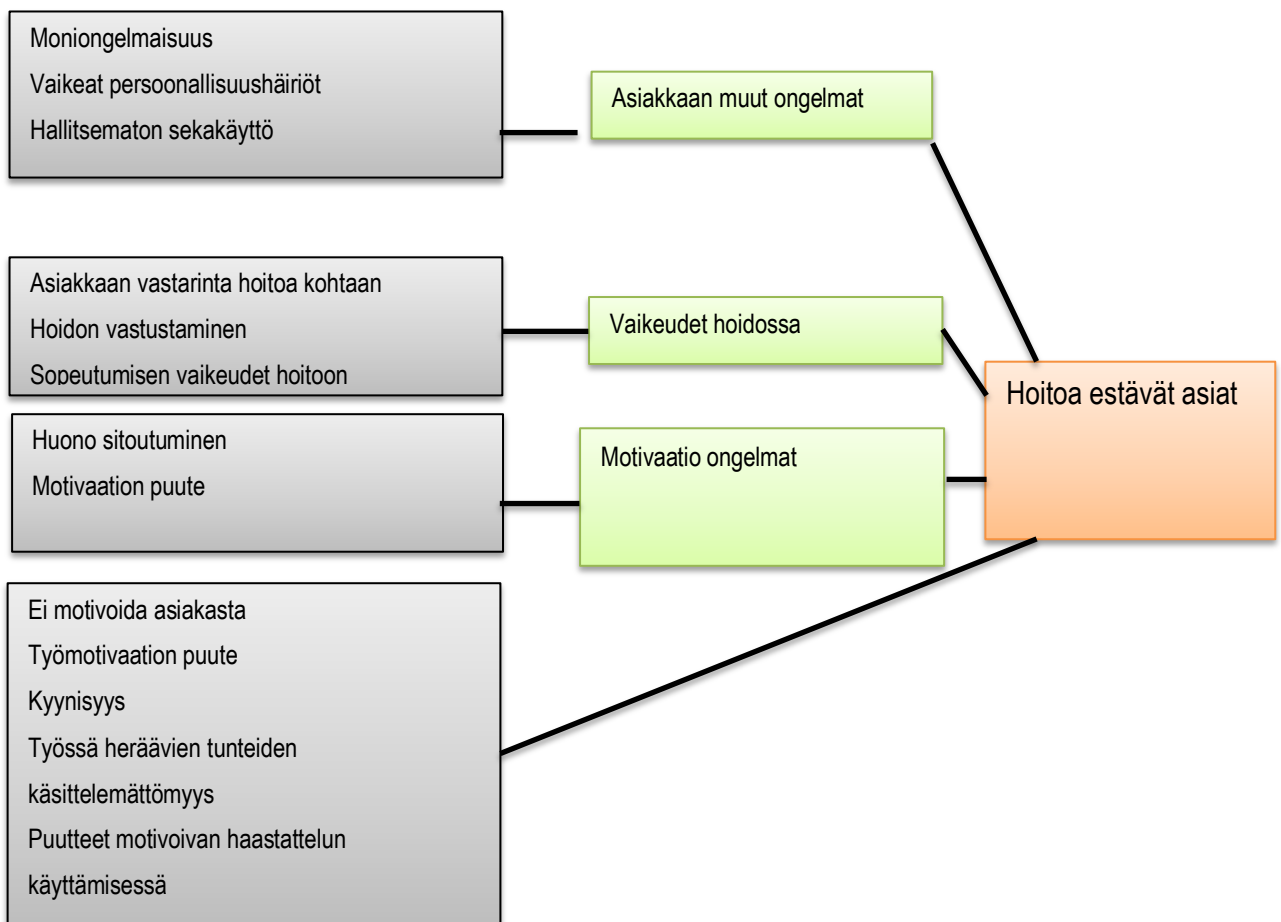 Moniongelmaisuus
Vaikeat persoonallisuushäiriöt
Hallitsematon sekakäyttö
Asiakkaan muut ongelmat
Asiakkaan vastarinta hoitoa kohtaan
Hoidon vastustaminen
Sopeutumisen vaikeudet hoitoon
Vaikeudet hoidossa
Hoitoa estävät asiat
Huono sitoutuminen
Motivaation puute
Motivaatio ongelmat
Ei motivoida asiakasta
Työmotivaation puute
Kyynisyys
Työssä heräävien tunteiden
käsittelemättömyys
Puutteet motivoivan haastattelun
käyttämisessä